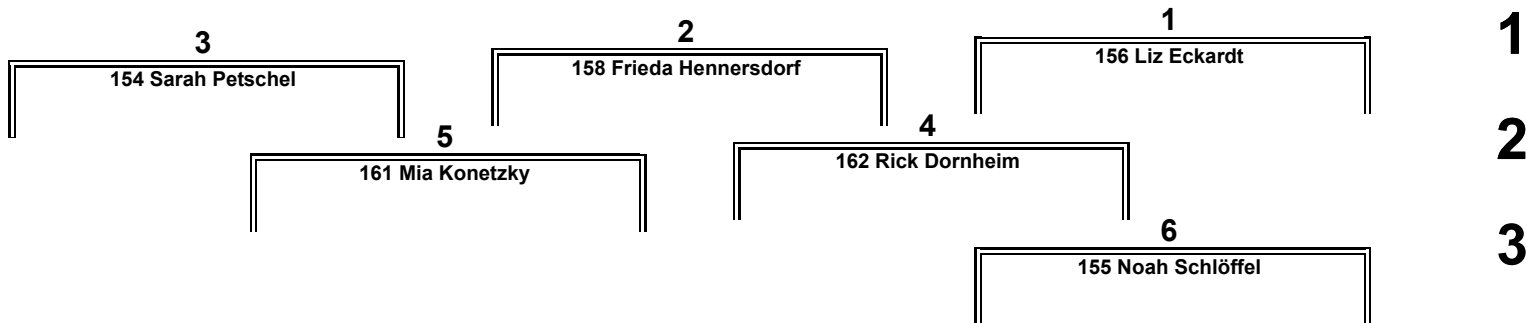 3
154 Sarah Petschel
2
158 Frieda Hennersdorf
1
156 Liz Eckardt
1
5
161 Mia Konetzky
4
162 Rick Dornheim
2
6
155 Noah Schlöffel
3